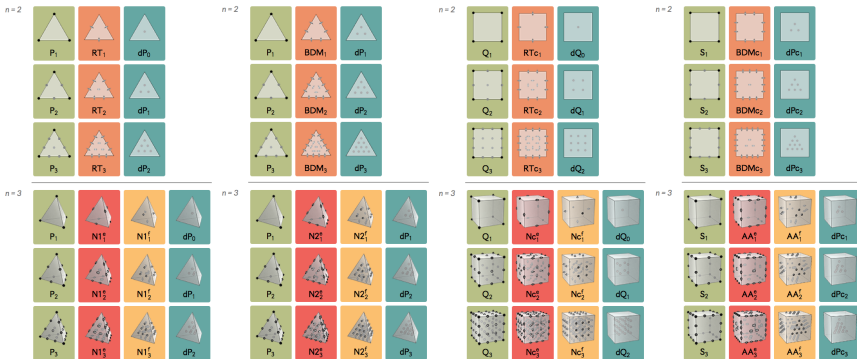 n=2 n=2 n=2 n=2
P₁ RT₁ dP₀ P₁ BDM₁ dP₁ Q₁ RTc₁ dQ₀ S₁ BDMc₁ dPc₁
P₂ RT₂ dP₁ P₂ BDM₂ dP₂ Q₂ RTc₂ dQ₁ S₂ BDMc₂ dPc₂
P₃ RT₃ dP₂ P₃ BDM₃ dP₃ Q₃ RTc₃ dQ₂ S₃ BDMc₃ dPc₃
n=3 n=3 n=3 n=3
P₁ N1ᵉ₁ N1ᶠ₁ dP₀ P₁ N2ᵉ₁ N2ᶠ₁ dP₁ Q₁ Ncᵉ₁ Ncᶠ₁ dQ₀ S₁ AAᵉ₁ AAᶠ₁ dPc₁
P₂ N1ᵉ₂ N1ᶠ₂ dP₁ P₂ N2ᵉ₂ N2ᶠ₂ dP₂ Q₂ Ncᵉ₂ Ncᶠ₂ dQ₁ S₂ AAᵉ₂ AAᶠ₂ dPc₂
P₃ N1ᵉ₃ N1ᶠ₃ dP₂ P₃ N2ᵉ₃ N2ᶠ₃ dP₃ Q₃ Ncᵉ₃ Ncᶠ₃ dQ₂ S₃ AAᵉ₃ AAᶠ₃ dPc₃